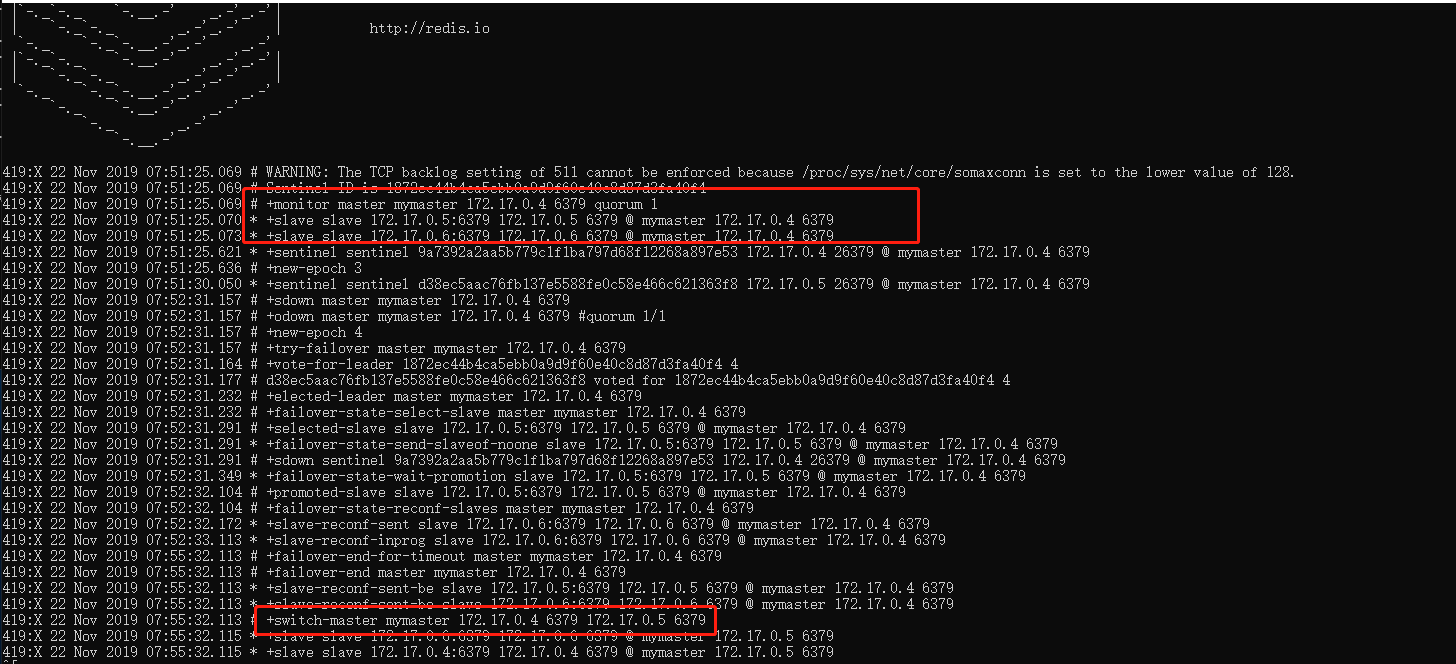 http://redis.io
419:X 22 Nov 2019 07:51:25.069 # WARNING: The TCP backlog setting of 511 cannot be enforced because /proc/sys/net/core/somaxconn is set to the lower value of 128.
419:X 22 Nov 2019 07:51:25.069 # Sentinel ID is 1872ec44b4ca5ebb0a9d9f60e40c8d87d3fa40f4
419:X 22 Nov 2019 07:51:25.069 # +monitor master mymaster 172.17.0.4 6379 quorum 1
419:X 22 Nov 2019 07:51:25.070 * +slave slave 172.17.0.5:6379 172.17.0.5 6379 @ mymaster 172.17.0.4 6379
419:X 22 Nov 2019 07:51:25.073 * +slave slave 172.17.0.6:6379 172.17.0.6 6379 @ mymaster 172.17.0.4 6379
419:X 22 Nov 2019 07:51:25.621 * +sentinel sentinel 9a7392a2aa5b779c1f1ba797d68f12268a897e53 172.17.0.4 26379 @ mymaster 172.17.0.4 6379
419:X 22 Nov 2019 07:51:25.636 # +new-epoch 3
419:X 22 Nov 2019 07:51:30.050 * +sentinel sentinel d38ec5aac76fb137e5588fe0c58e466c621363f8 172.17.0.5 26379 @ mymaster 172.17.0.4 6379
419:X 22 Nov 2019 07:52:31.157 # +sdown master mymaster 172.17.0.4 6379
419:X 22 Nov 2019 07:52:31.157 # +odown master mymaster 172.17.0.4 6379 #quorum 1/1
419:X 22 Nov 2019 07:52:31.157 # +new-epoch 4
419:X 22 Nov 2019 07:52:31.157 # +try-failover master mymaster 172.17.0.4 6379
419:X 22 Nov 2019 07:52:31.164 # +vote-for-leader 1872ec44b4ca5ebb0a9d9f60e40c8d87d3fa40f4 4
419:X 22 Nov 2019 07:52:31.177 # d38ec5aac76fb137e5588fe0c58e466c621363f8 voted for 1872ec44b4ca5ebb0a9d9f60e40c8d87d3fa40f4 4
419:X 22 Nov 2019 07:52:31.232 # +elected-leader master mymaster 172.17.0.4 6379
419:X 22 Nov 2019 07:52:31.232 # +failover-state-select-slave master mymaster 172.17.0.4 6379
419:X 22 Nov 2019 07:52:31.291 # +selected-slave slave 172.17.0.5:6379 172.17.0.5 6379 @ mymaster 172.17.0.4 6379
419:X 22 Nov 2019 07:52:31.291 * +failover-state-send-slaveof-noone slave 172.17.0.5:6379 172.17.0.5 6379 @ mymaster 172.17.0.4 6379
419:X 22 Nov 2019 07:52:31.291 # +sdown sentinel 9a7392a2aa5b779c1f1ba797d68f12268a897e53 172.17.0.4 26379 @ mymaster 172.17.0.4 6379
419:X 22 Nov 2019 07:52:31.349 * +failover-state-wait-promotion slave 172.17.0.5:6379 172.17.0.5 6379 @ mymaster 172.17.0.4 6379
419:X 22 Nov 2019 07:52:32.104 # +promoted-slave slave 172.17.0.5:6379 172.17.0.5 6379 @ mymaster 172.17.0.4 6379
419:X 22 Nov 2019 07:52:32.104 # +failover-state-reconf-slaves master mymaster 172.17.0.4 6379
419:X 22 Nov 2019 07:52:32.172 * +slave-reconf-sent slave 172.17.0.6:6379 172.17.0.6 6379 @ mymaster 172.17.0.4 6379
419:X 22 Nov 2019 07:52:33.113 * +slave-reconf-inprog slave 172.17.0.6:6379 172.17.0.6 6379 @ mymaster 172.17.0.4 6379
419:X 22 Nov 2019 07:55:32.113 # +failover-end-for-timeout master mymaster 172.17.0.4 6379
419:X 22 Nov 2019 07:55:32.113 # +failover-end master mymaster 172.17.0.4 6379
419:X 22 Nov 2019 07:55:32.113 * +slave-reconf-sent-be slave 172.17.0.5:6379 172.17.0.5 6379 @ mymaster 172.17.0.4 6379
419:X 22 Nov 2019 07:55:32.113 * +slave-reconf-sent-be slave 172.17.0.6:6379 172.17.0.6 6379 @ mymaster 172.17.0.4 6379
419:X 22 Nov 2019 07:55:32.113 # +switch-master mymaster 172.17.0.4 6379 172.17.0.5 6379
419:X 22 Nov 2019 07:55:32.115 * +slave slave 172.17.0.6:6379 172.17.0.6 6379 @ mymaster 172.17.0.5 6379
419:X 22 Nov 2019 07:55:32.115 * +slave slave 172.17.0.4:6379 172.17.0.4 6379 @ mymaster 172.17.0.5 6379